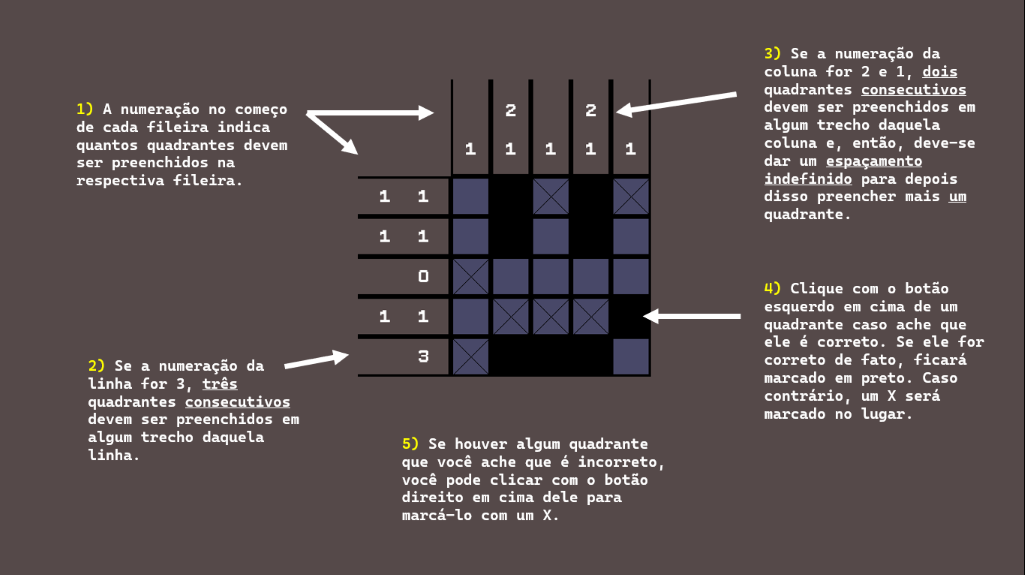 1) A numeração no começo
de cada fileira indica
quantos quadrantes devem
ser preenchidos na
respectiva fileira.
2 2
1 1 1 1 1
1 1
1 1
0
1 1
3
2) Se a numeração da
linha for 3, três
quadrantes consecutivos
devem ser preenchidos em
algum trecho daquela
linha.
3) Se a numeração da
coluna for 2 e 1, dois
quadrantes consecutivos
devem ser preenchidos em
algum trecho daquela
coluna e, então, deve-se
dar um espaçamento
indefinido para depois
disso preencher mais um
quadrante.
4) Clique com o botão
esquerdo em cima de um
quadrante caso ache que
ele é correto. Se ele for
correto de fato, ficará
marcado em preto. Caso
contrário, um X será
marcado no lugar.
5) Se houver algum quadrante
que você ache que é incorreto,
você pode clicar com o botão
direito em cima dele para
marcá-lo com um X.